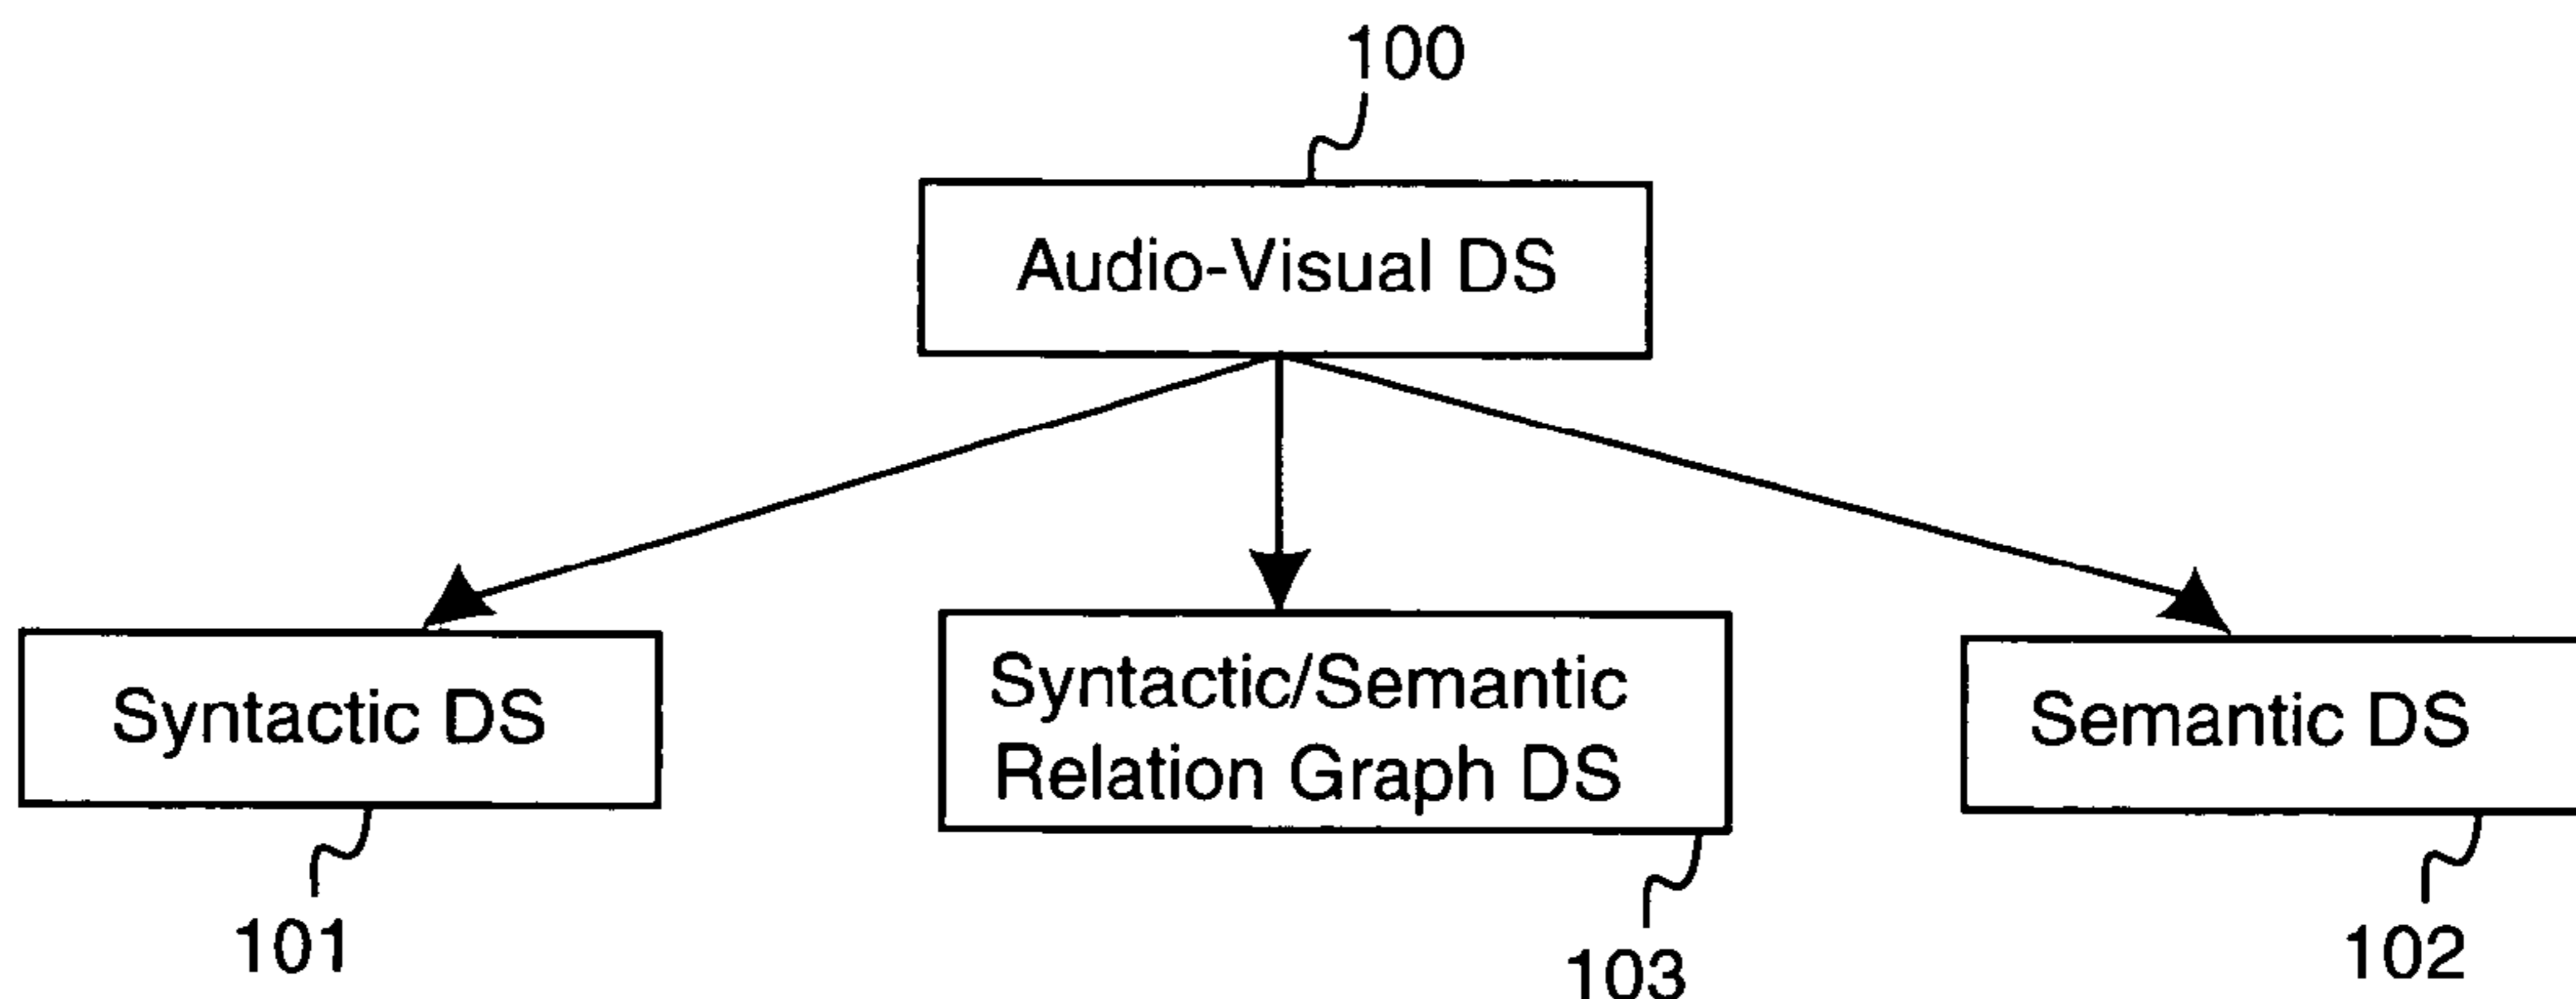 100
Audio-Visual DS
Syntactic DS
Syntactic/Semantic
Relation Graph DS
Semantic DS
101
103
102